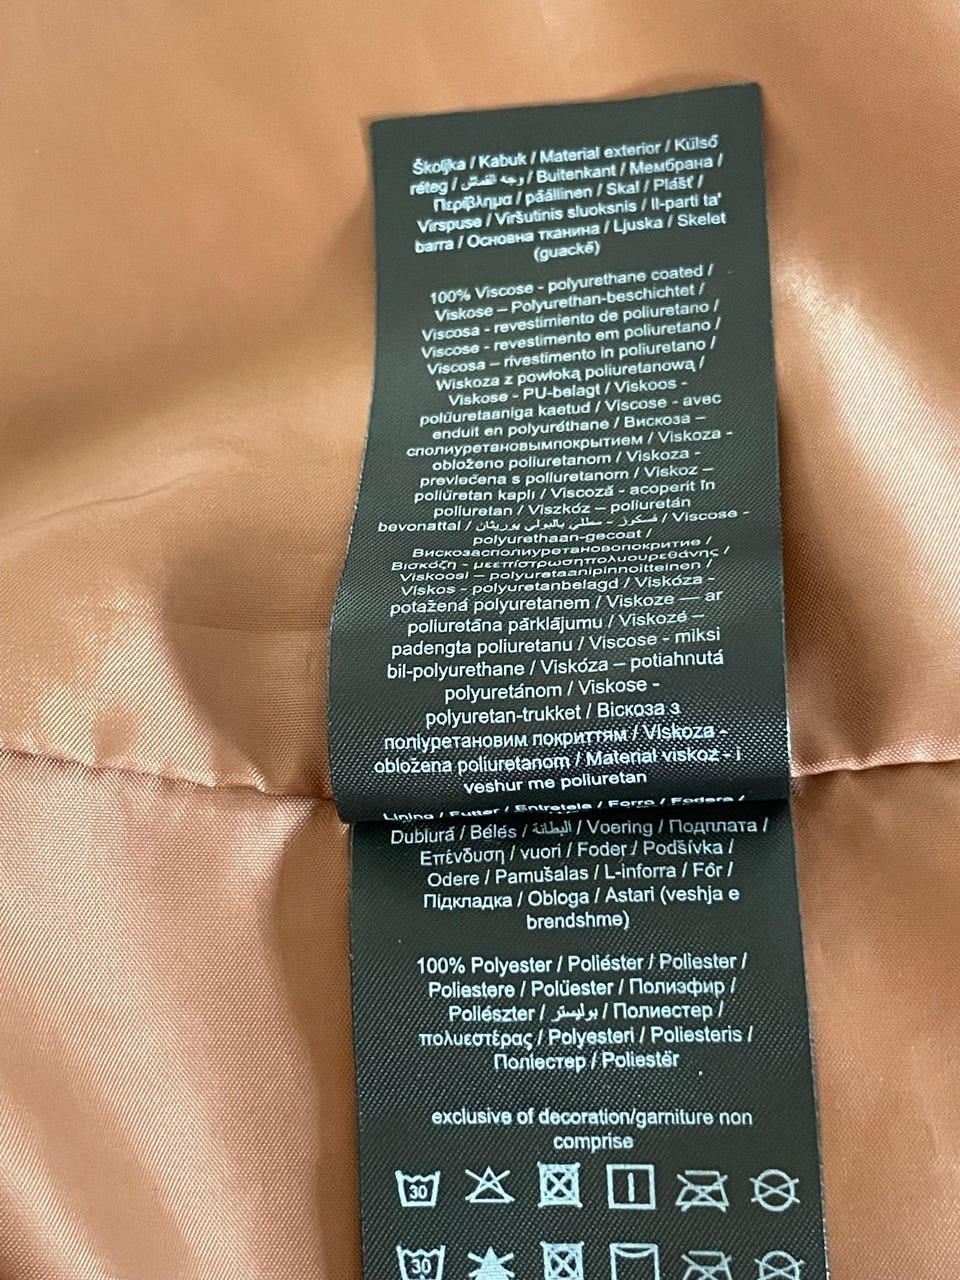 Školjka / Kabuk / Material exterior / Külső
réteg / وجه القماش / Buitenkant / Мембрана /
Περίβλημα / päällinen / Skal / Plášť /
Virspuse / Viršutinis sluoksnis / Il-parti ta'
barra / Основна тканина / Ljuska / Skelet
(guackë)
100% Viscose - polyurethane coated /
Viskose – Polyurethan-beschichtet /
Viscosa - revestimiento de poliuretano /
Viscose - revestimento em poliuretano /
Viscosa – rivestimento in poliuretano /
Wiskoza z powłoką poliuretanową /
Viskose - PU-belagt / Viskoos -
polüuretaaniga kaetud / Viscose - avec
enduit en polyuréthane / Вискоза –
сполиуретановымпокрытием / Viskoza -
obloženo poliuretanom / Viskoza -
prevlečena s poliuretanom / Viskoz –
poliüretan kaplı / Viscoză - acoperit în
poliuretan / Viszkóz – poliuretán
bevonattal / فسكوز - مطلي بالبولي يوريثان / Viscose -
polyurethaan-gecoat /
Вискозасполиуретановопокритие /
Βισκόζη - μεεπίστρωσηπολυουρεθάνης /
Viskoosi – polyuretaanipinnoitteinen /
Viskos - polyuretanbelagd / Viskóza -
potažená polyuretanem / Viskoze — ar
poliuretāna pārklājumu / Viskozė –
padengta poliuretanu / Viscose - miksi
bil-polyurethane / Viskóza – potiahnutá
polyuretánom / Viskose -
polyuretan-trukket / Віскоза з
поліуретановим покриттям / Viskoza -
obložena poliuretanom / Material viskoz - i
veshur me poliuretan
Lining / Futter / Entretela / Forro / Fodera /
Dublură / Bélés / البطانة / Voering / Подплата /
Επένδυση / vuori / Foder / Podšívka /
Odere / Pamušalas / L-inforra / Fôr /
Підкладка / Obloga / Astari (veshja e
brendshme)
100% Polyester / Poliéster / Poliester /
Poliestere / Polüester / Полиэфир /
Poliészter / بوليستر / Полиестер /
πολυεστέρας / Polyesteri / Poliesteris /
Поліестер / Poliestër
exclusive of decoration/garniture non
comprise
30
30